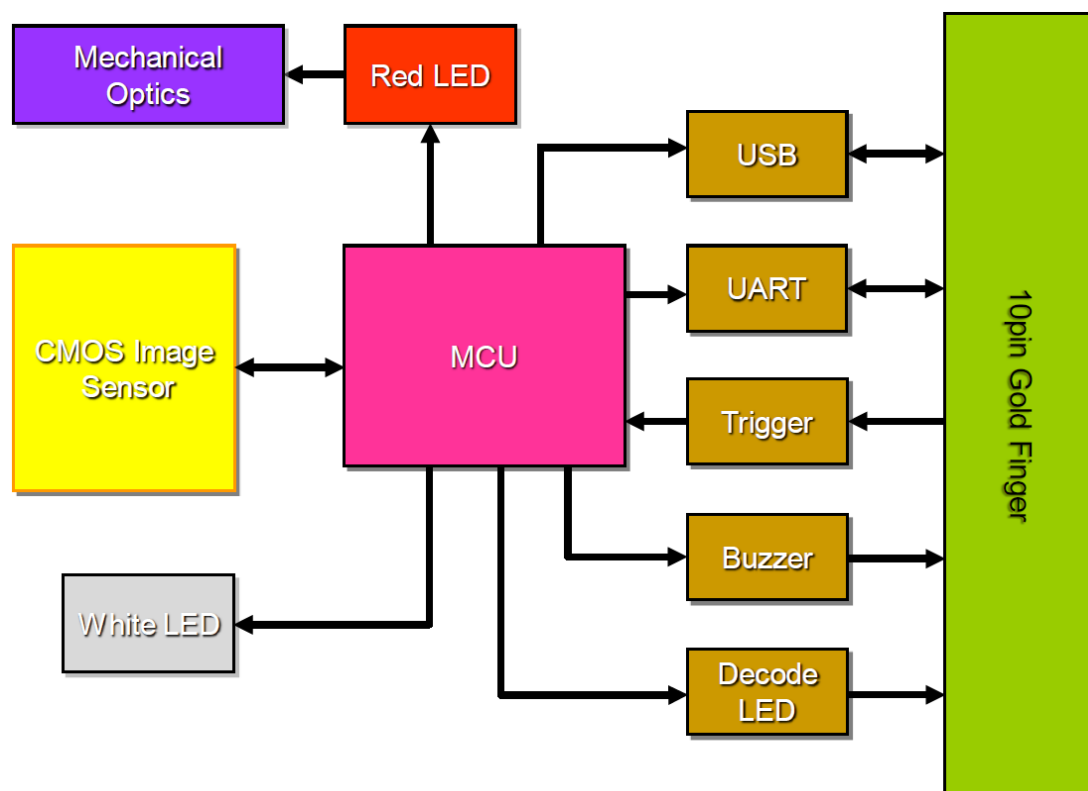 Mechanical
Optics
Red LED
USB
UART
CMOS Image
Sensor
MCU
Trigger
10pin Gold Finger
Buzzer
White LED
Decode
LED